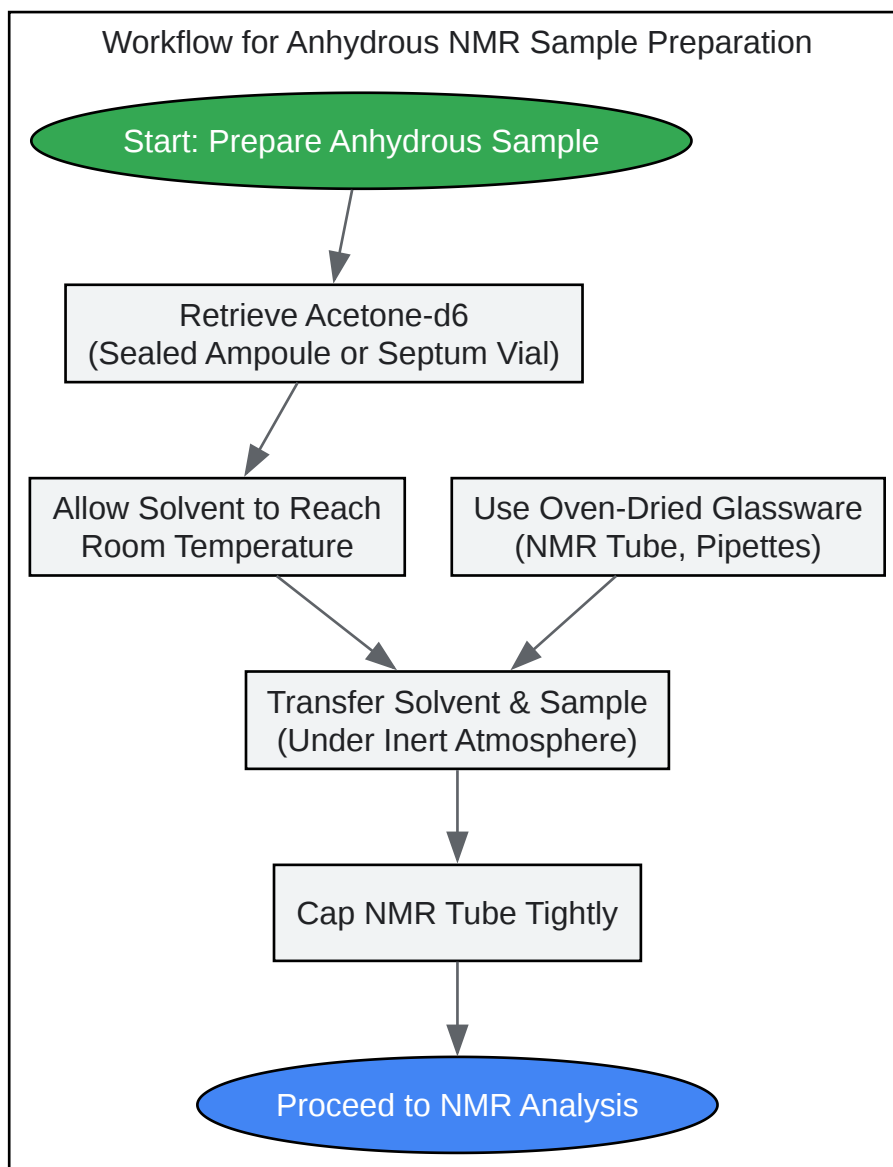 Workflow for Anhydrous NMR Sample Preparation
Start: Prepare Anhydrous Sample
Retrieve Acetone-d6
(Sealed Ampoule or Septum Vial)
Allow Solvent to Reach
Room Temperature
Use Oven-Dried Glassware
(NMR Tube, Pipettes)
Transfer Solvent & Sample
(Under Inert Atmosphere)
Cap NMR Tube Tightly
Proceed to NMR Analysis